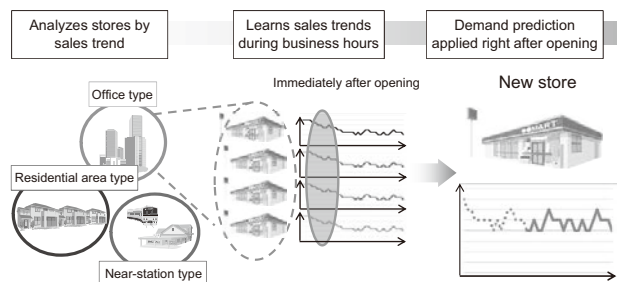 Analyzes stores by
sales trend
Learns sales trends
during business hours
Demand prediction
applied right after opening
Office type
Immediately after opening
New store
Residential area type
Near-station type